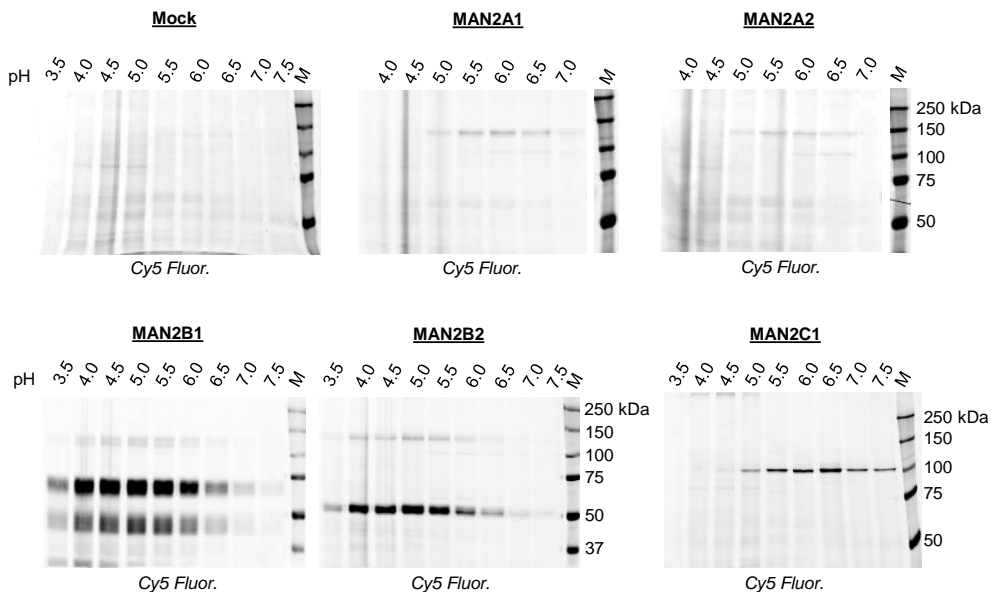 Mock MAN2A1 MAN2A2
pH 3.5 4.0 4.5 5.0 5.5 6.0 6.5 7.0 7.5 M 4.0 4.5 5.0 5.5 6.0 6.5 7.0 M 4.0 4.5 5.0 5.5 6.0 6.5 7.0 M
250 kDa
150
100
75
50
Cy5 Fluor. Cy5 Fluor. Cy5 Fluor.
MAN2B1 MAN2B2 MAN2C1
pH 3.5 4.0 4.5 5.0 5.5 6.0 6.5 7.0 7.5 M 3.5 4.0 4.5 5.0 5.5 6.0 6.5 7.0 7.5 M 3.5 4.0 4.5 5.0 5.5 6.0 6.5 7.0 7.5 M
250 kDa 250 kDa
150 150
100 100
75 75
50 50
37
Cy5 Fluor. Cy5 Fluor. Cy5 Fluor.